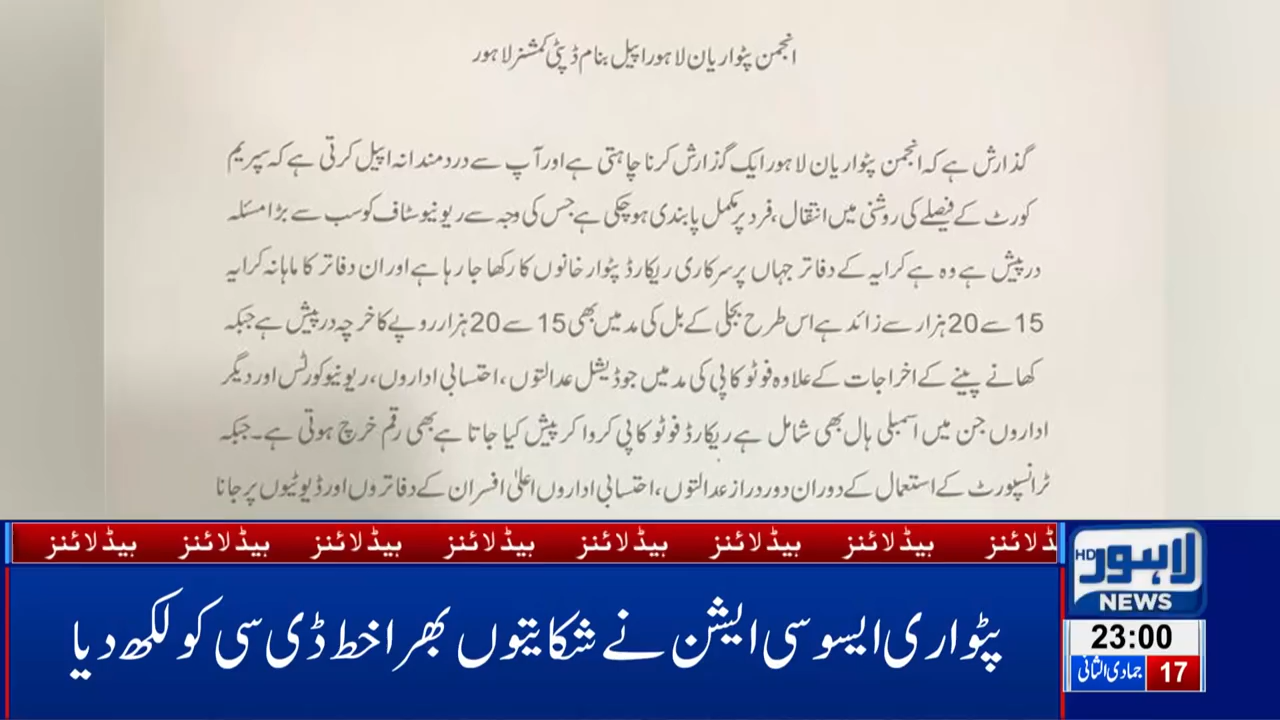 انجمن پٹواریان لاہور اپیل بنام ڈپٹی کمشنر لاہور
گذارش ہے کہ انجمن پٹواریان لاہور ایک گزارش کرنا چاہتی ہے اور آپ سے دردمندانہ اپیل کرتی ہے کہ سپریم
کورٹ کے فیصلے کی روشنی میں انتقال، فرد پر مکمل پابندی ہو چکی ہے جس کی وجہ سے ریونیو سٹاف کو سب سے بڑا مسئلہ
درپیش ہے وہ ہے کرایہ کے دفاتر جہاں پر سرکاری ریکارڈ پٹوار خانوں کا رکھا جا رہا ہے اور ان دفاتر کا ماہانہ کرایہ
15 سے 20 ہزار سے زائد ہے اس طرح بجلی کے بل کی مد میں بھی 15 سے 20 ہزار روپے کا خرچہ درپیش ہے جبکہ
کھانے پینے کے اخراجات کے علاوہ فوٹو کاپی کی مد میں جوڈیشل عدالتوں، احتسابی اداروں، ریونیو کورٹس اور دیگر
اداروں جن میں اسمبلی ہال بھی شامل ہے ریکارڈ فوٹو کاپی کروا کر پیش کیا جاتا ہے بھی رقم خرچ ہوتی ہے۔ جبکہ
ٹرانسپورٹ کے استعمال کے دوران دور دراز عدالتوں، احتسابی اداروں اعلیٰ افسران کے دفاتروں اور ڈیوٹیوں پر جانا
ڈلائنز ہیڈلائنز ہیڈلائنز ہیڈلائنز ہیڈلائنز ہیڈلائنز ہیڈلائنز ہیڈلائنز
پٹواری ایسوسی ایشن نے شکایتوں بھرا خط ڈی سی کو لکھ دیا
لاہور HD
NEWS
23:00
17 جمادی الثانی